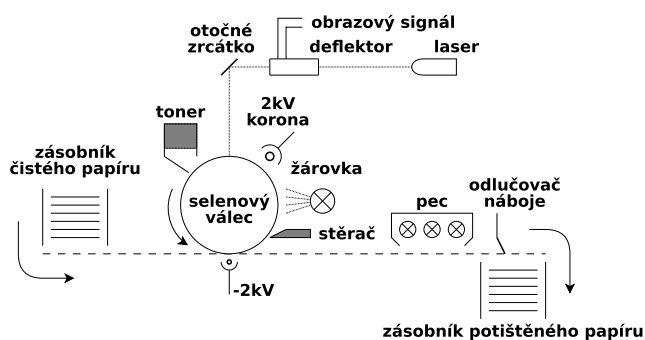 obrazový signál
otočné
zrcátko
deflektor
laser
toner
2kV
korona
zásobník
čistého papíru
žárovka
odlučovač
náboje
selenový
válec
pec
stěrač
-2kV
zásobník potištěného papíru